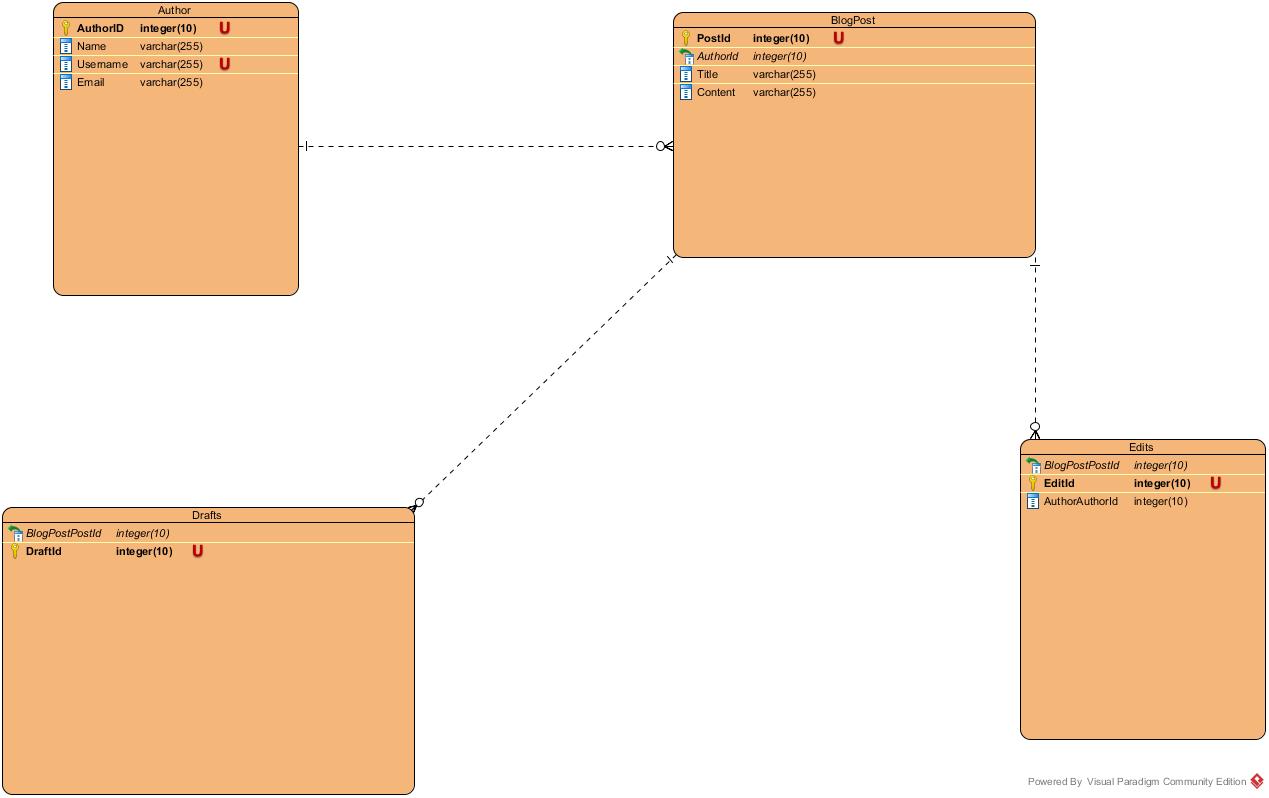 Author
AuthorID integer(10) U
Name varchar(255)
Username varchar(255) U
Email varchar(255)
BlogPost
PostId integer(10) U
AuthorId integer(10)
Title varchar(255)
Content varchar(255)
Edits
BlogPostPostId integer(10)
EditId integer(10) U
AuthorAuthorId integer(10)
Drafts
BlogPostPostId integer(10)
DraftId integer(10) U
Powered By Visual Paradigm Community Edition